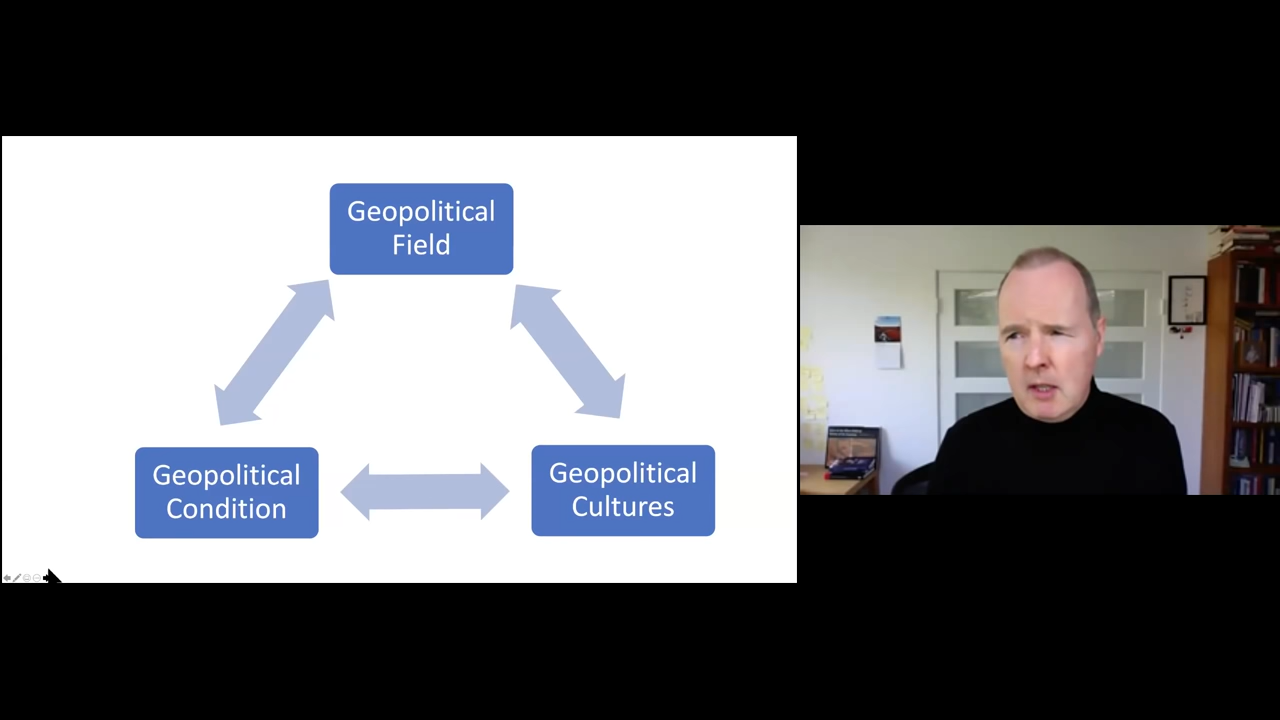 Geopolitical
Field
Geopolitical
Condition
Geopolitical
Cultures